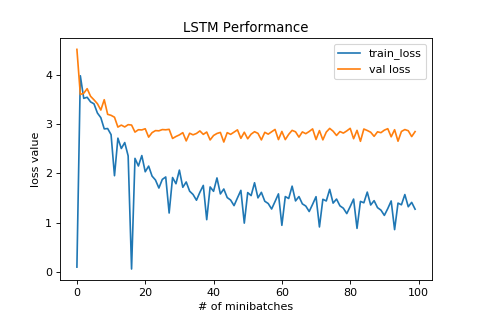 LSTM Performance
train_loss
val loss
loss value
4
3
2
1
0
0
20
40
60
80
100
# of minibatches